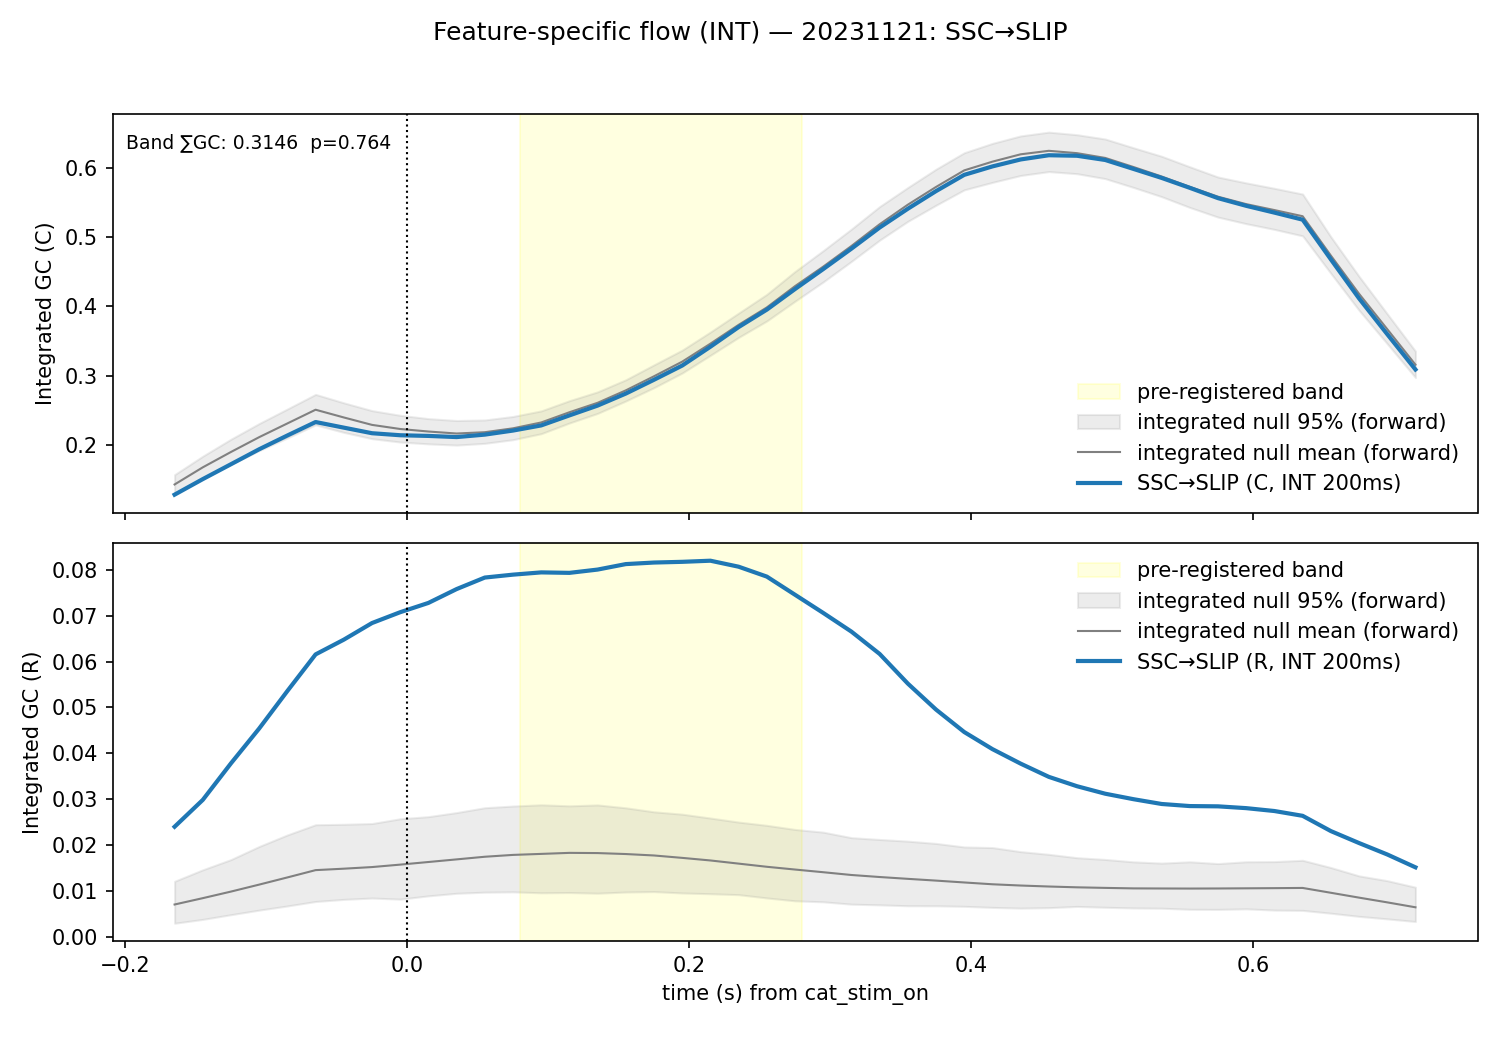 Feature-specific flow (INT) — 20231121: SSC→SLIP
Band ∑GC: 0.3146  p=0.764
Integrated GC (C)
0.6
0.5
0.4
0.3
0.2
pre-registered band
integrated null 95% (forward)
integrated null mean (forward)
SSC→SLIP (C, INT 200ms)
Integrated GC (R)
0.08
0.07
0.06
0.05
0.04
0.03
0.02
0.01
0.00
pre-registered band
integrated null 95% (forward)
integrated null mean (forward)
SSC→SLIP (R, INT 200ms)
−0.2 0.0 0.2 0.4 0.6
time (s) from cat_stim_on